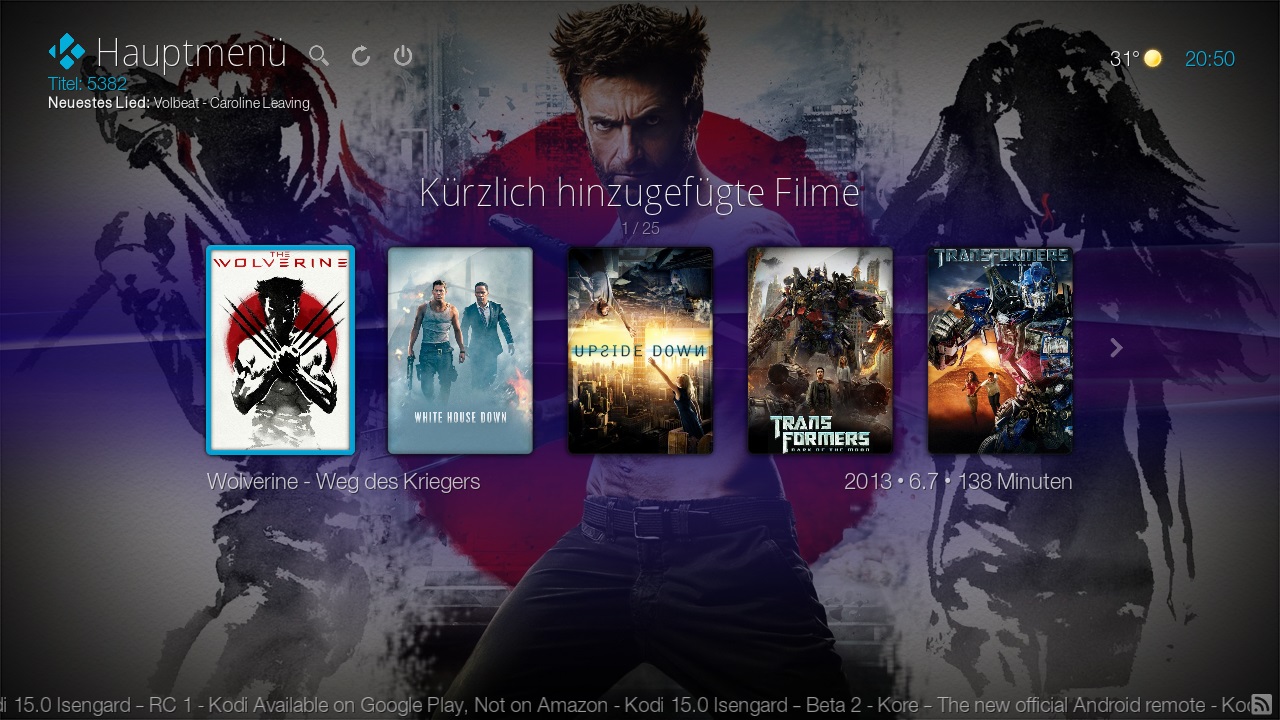 Hauptmenü
31° 20:50
Titel: 5382
Neuestes Lied: Volbeat - Caroline Leaving
Kürzlich hinzugefügte Filme
1 / 25
THE
WOLVERINE
WHITE HOUSE DOWN
UPSIDE DOWN
TRANS
FORMERS
DARK OF THE MOON
TRANSFORMERS
Wolverine - Weg des Kriegers
2013 • 6.7 • 138 Minuten
di 15.0 Isengard – RC 1 - Kodi Available on Google Play, Not on Amazon - Kodi 15.0 Isengard – Beta 2 - Kore – The new official Android remote - Ko